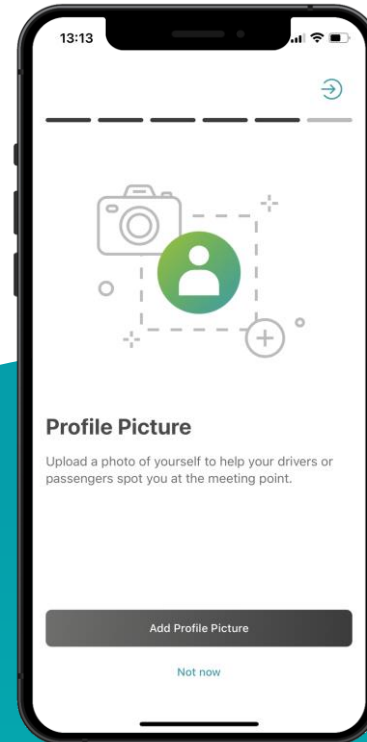 13:13
Profile Picture
Upload a photo of yourself to help your drivers or
passengers spot you at the meeting point.
Add Profile Picture
Not now